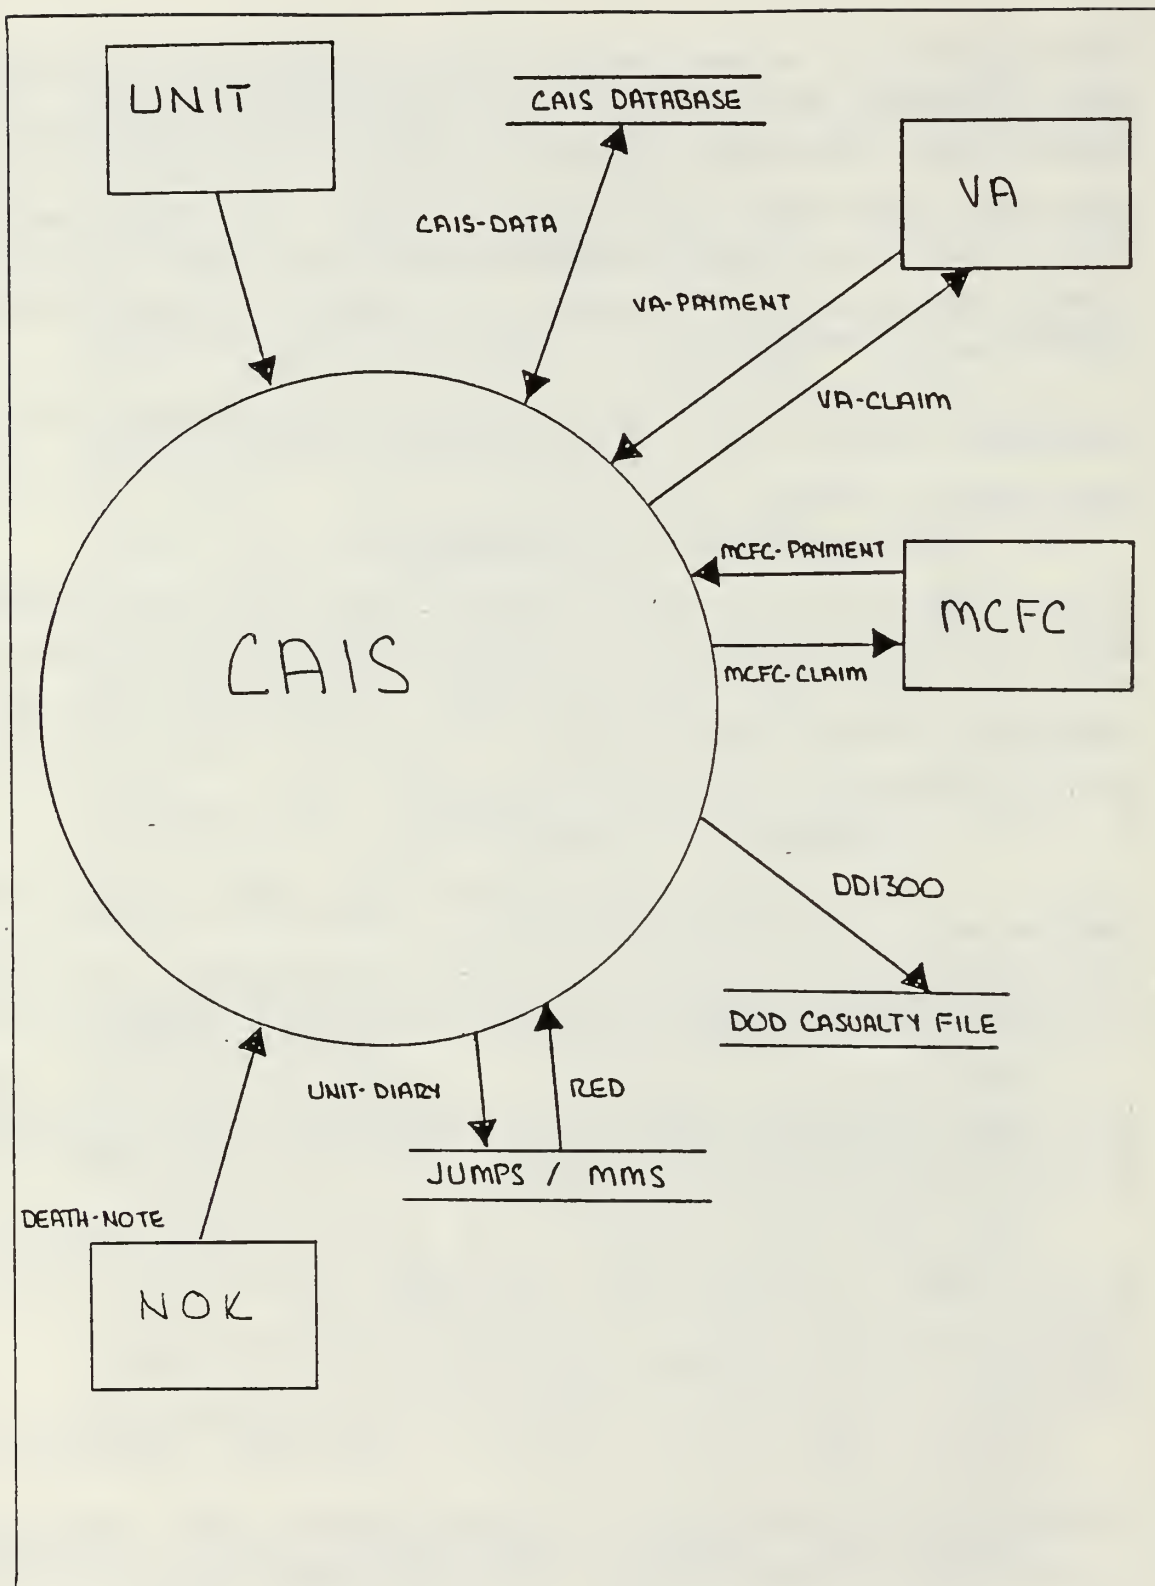 UNIT
CAIS DATABASE
VA
CAIS-DATA
VA-PAYMENT
VA-CLAIM
MCFC-PAYMENT
MCFC
CAIS
MCFC-CLAIM
DD1300
DOD CASUALTY FILE
UNIT-DIARY
RED
JUMPS / MMS
DEATH-NOTE
NOK